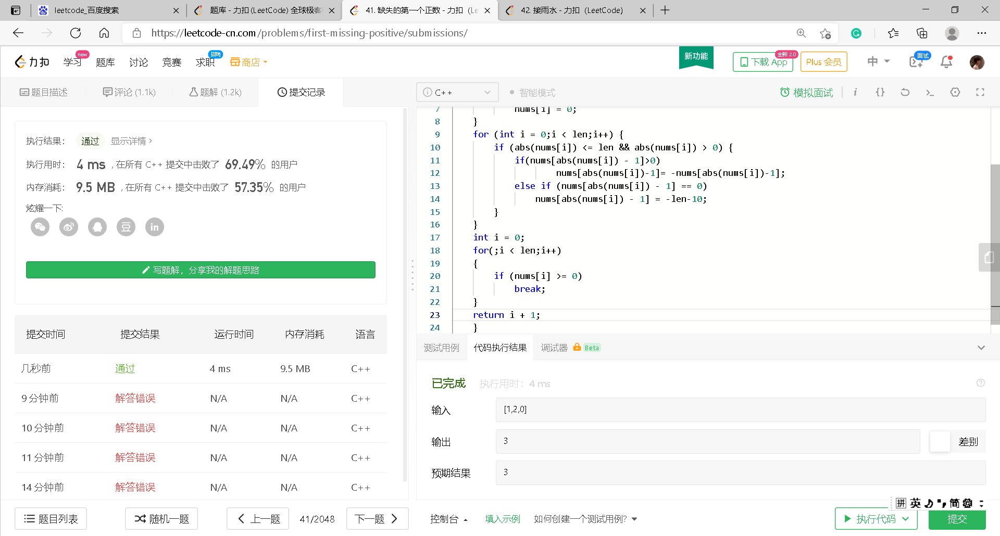 leetcode_百度搜索
题库 - 力扣 (LeetCode) 全球极客
41. 缺失的第一个正数 - 力扣 (Le
42. 接雨水 - 力扣 (LeetCode)
https://leetcode-cn.com/problems/first-missing-positive/submissions/
力扣
学习
new
题库
讨论
竞赛
求职
招聘
商店
新功能
下载 App
全新 2.0
Plus 会员
中
面试
题目描述
评论 (1.1k)
题解 (1.2k)
提交记录
C++
智能模式
模拟面试
执行结果：
通过
显示详情 >
执行用时： 4 ms , 在所有 C++ 提交中击败了 69.49% 的用户
内存消耗： 9.5 MB , 在所有 C++ 提交中击败了 57.35% 的用户
炫耀一下:
豆
in
写题解，分享我的解题思路
提交时间 提交结果 运行时间 内存消耗 语言
几秒前 通过 4 ms 9.5 MB C++
9 分钟前 解答错误 N/A N/A C++
10 分钟前 解答错误 N/A N/A C++
11 分钟前 解答错误 N/A N/A C++
14 分钟前 解答错误 N/A N/A C++
7 nums[i] = 0;
8 }
9 for (int i = 0;i < len;i++) {
10 if (abs(nums[i]) <= len && abs(nums[i]) > 0) {
11 if(nums[abs(nums[i]) - 1]>0)
12 nums[abs(nums[i])-1]= -nums[abs(nums[i])-1];
13 else if (nums[abs(nums[i]) - 1] == 0)
14 nums[abs(nums[i]) - 1] = -len-10;
15 }
16 }
17 int i = 0;
18 for(;i < len;i++)
19 {
20 if (nums[i] >= 0)
21 break;
22 }
23 return i + 1;
24 }
测试用例
代码执行结果
调试器
Beta
已完成
执行用时：4 ms
输入
[1,2,0]
输出
3
差别
预期结果
3
拼 英 简
题目列表
随机一题
上一题
41/2048
下一题
控制台
填入示例
如何创建一个测试用例?
执行代码
提交